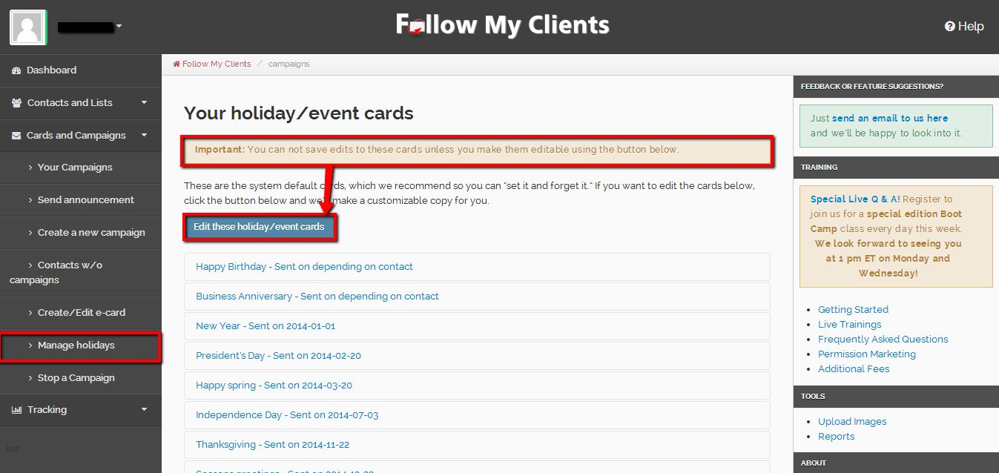 Follow My Clients
Help
Dashboard
Contacts and Lists
Cards and Campaigns
› Your Campaigns
› Send announcement
› Create a new campaign
› Contacts w/o
campaigns
› Create/Edit e-card
› Manage holidays
› Stop a Campaign
Tracking
607
Follow My Clients / campaigns
Your holiday/event cards
Important: You can not save edits to these cards unless you make them editable using the button below.
These are the system default cards, which we recommend so you can "set it and forget it." If you want to edit the cards below,
click the button below and we'll make a customizable copy for you.
Edit these holiday/event cards
Happy Birthday - Sent on depending on contact
Business Anniversary - Sent on depending on contact
New Year - Sent on 2014-01-01
President's Day - Sent on 2014-02-20
Happy spring - Sent on 2014-03-20
Independence Day - Sent on 2014-07-03
Thanksgiving - Sent on 2014-11-22
FEEDBACK OR FEATURE SUGGESTIONS?
Just send an email to us here
and we'll be happy to look into it.
TRAINING
Special Live Q & A! Register to
join us for a special edition Boot
Camp class every day this week.
We look forward to seeing you
at 1 pm ET on Monday and
Wednesday!
Getting Started
Live Trainings
Frequently Asked Questions
Permission Marketing
Additional Fees
TOOLS
Upload Images
Reports
ABOUT